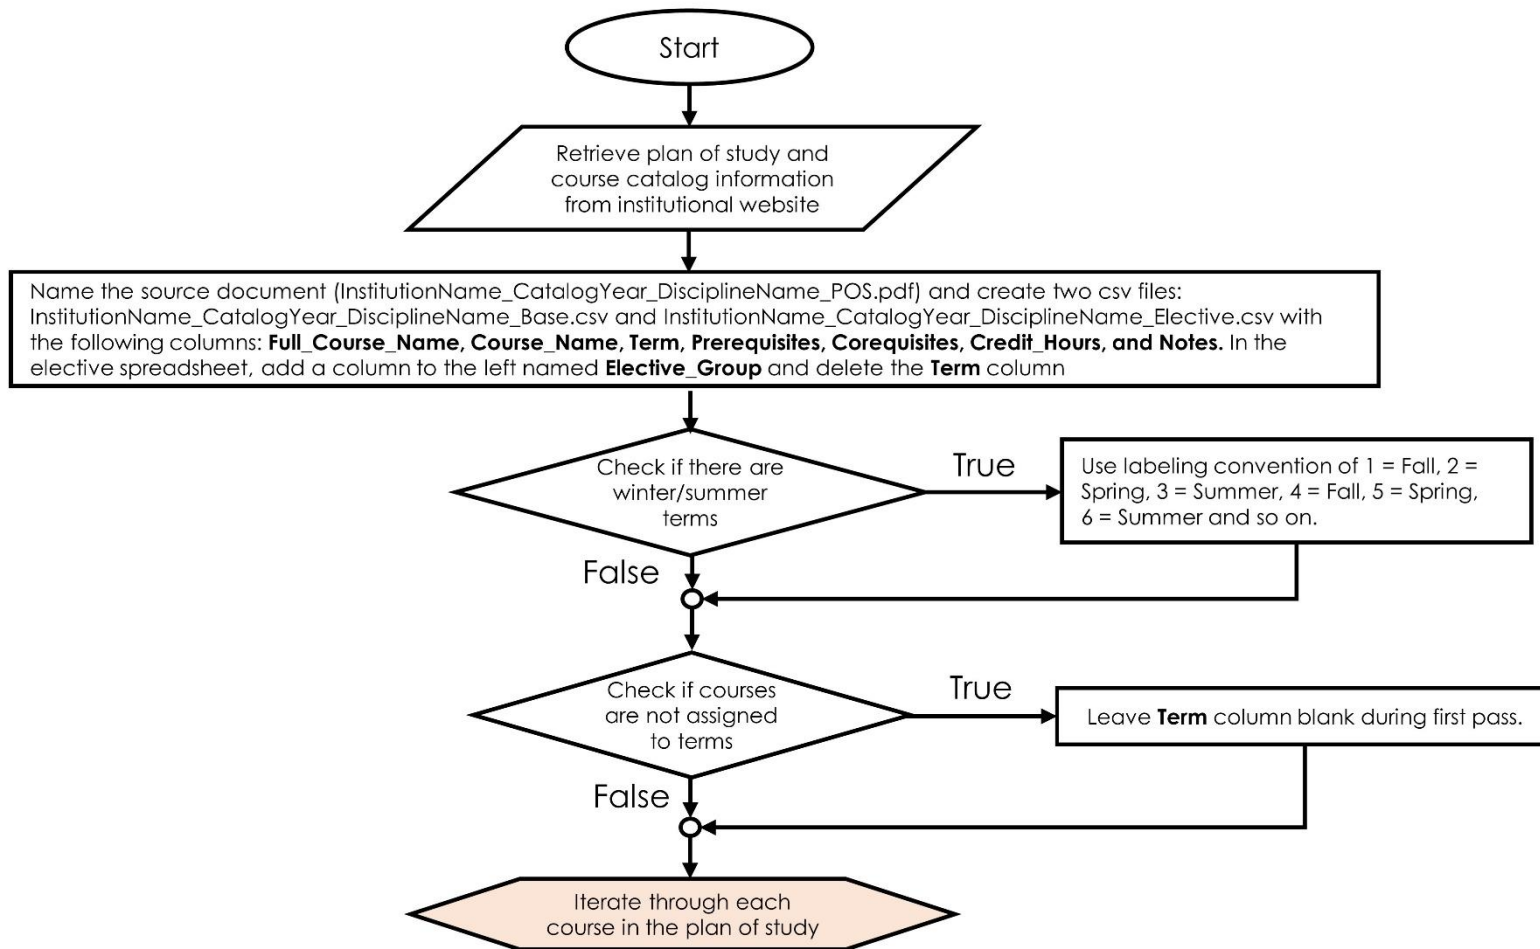 Start
Retrieve plan of study and
course catalog information
from institutional website
Name the source document (InstitutionName_CatalogYear_DisciplineName_POS.pdf) and create two csv files:
InstitutionName_CatalogYear_DisciplineName_Base.csv and InstitutionName_CatalogYear_DisciplineName_Elective.csv with
the following columns: Full_Course_Name, Course_Name, Term, Prerequisites, Corequisites, Credit_Hours, and Notes. In the
elective spreadsheet, add a column to the left named Elective_Group and delete the Term column
Check if there are
winter/summer
terms
True
Use labeling convention of 1 = Fall, 2 =
Spring, 3 = Summer, 4 = Fall, 5 = Spring,
6 = Summer and so on.
False
Check if courses
are not assigned
to terms
True
Leave Term column blank during first pass.
False
Iterate through each
course in the plan of study